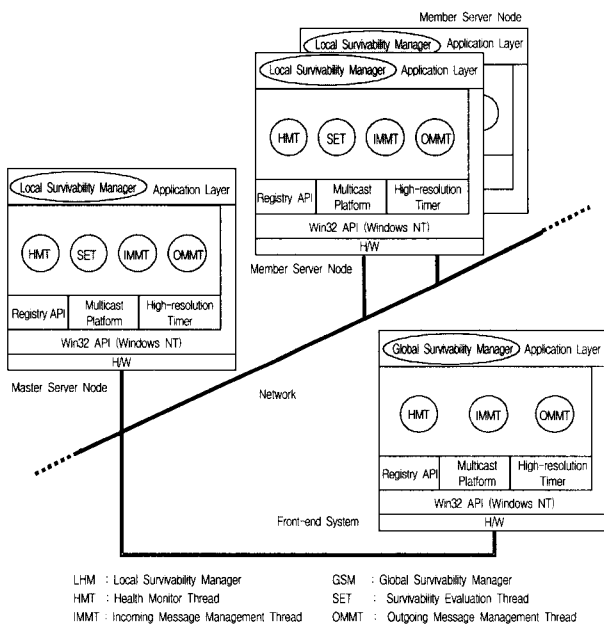 Member Server Node
Local Survivability Manager Application Layer
Local Survivability Manager Application Layer
HMT SET IMMT OMMT
Registry API Multicast Platform High-resolution Timer
Win32 API (Windows NT)
H/W
Member Server Node
Local Survivability Manager Application Layer
HMT SET IMMT OMMT
Registry API Multicast Platform High-resolution Timer
Win32 API (Windows NT)
H/W
Master Server Node
Network
Global Survivability Manager Application Layer
HMT IMMT OMMT
Registry API Multicast Platform High-resolution Timer
Win32 API (Windows NT)
H/W
Front-end System
LHM : Local Survivability Manager GSM : Global Survivability Manager
HMT : Health Monitor Thread SET : Survivability Evaluation Thread
IMMT : Incoming Message Management Thread OMMT : Outgoing Message Management Thread